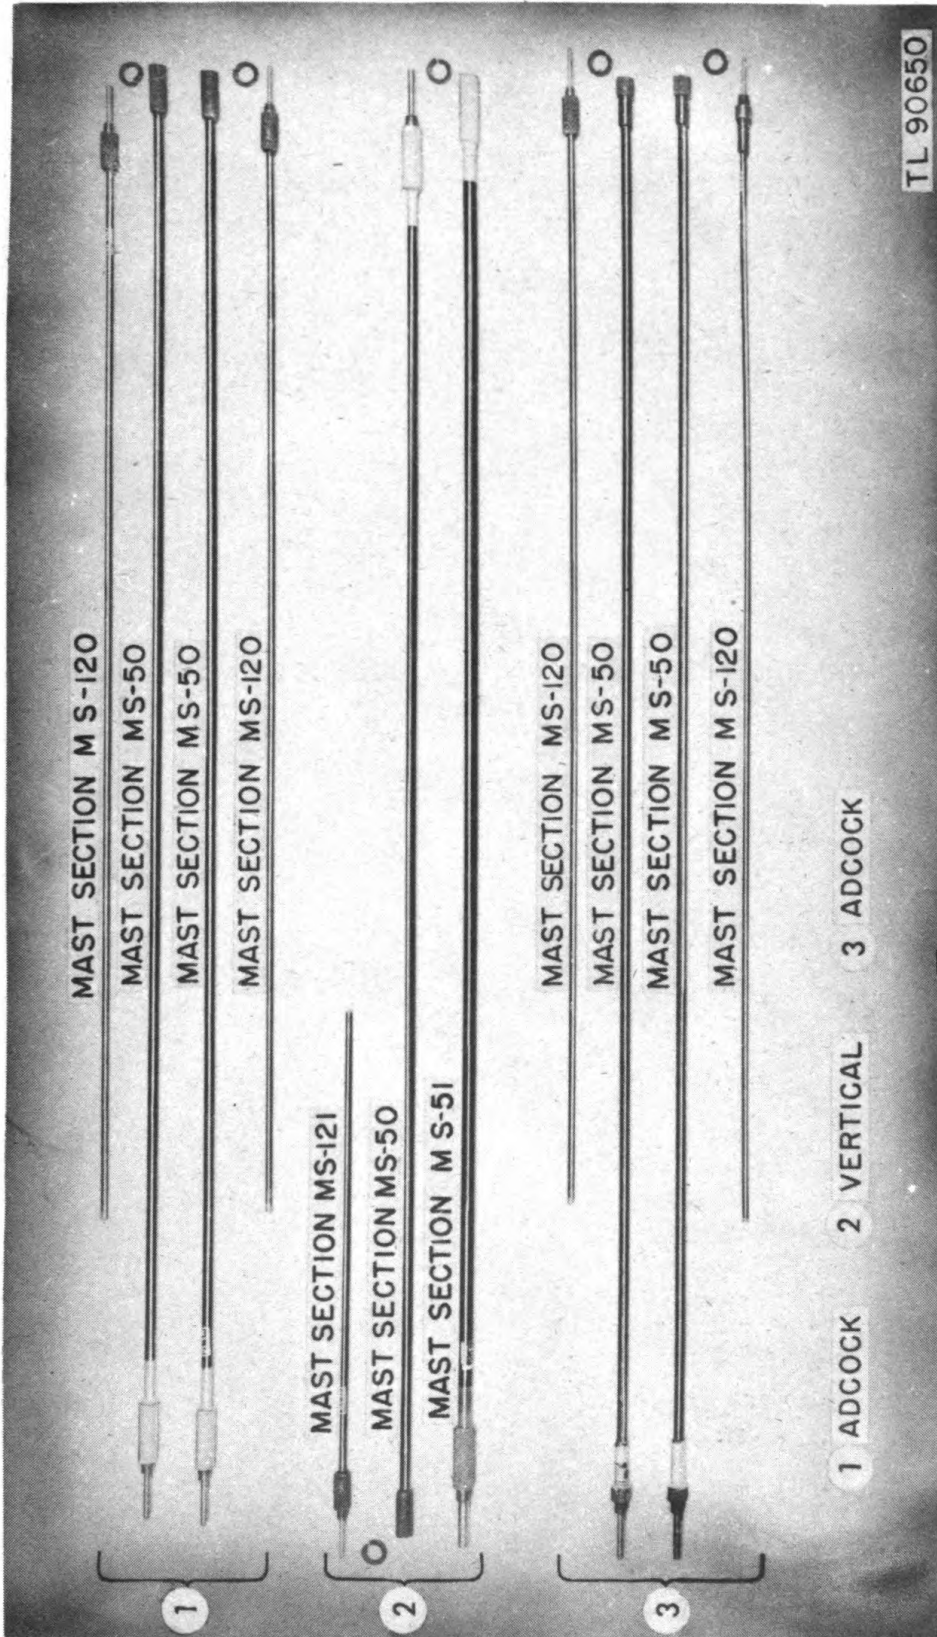 MAST SECTION MS-120
MAST SECTION MS-50
MAST SECTION MS-50
MAST SECTION MS-120
1
MAST SECTION MS-121
MAST SECTION MS-50
MAST SECTION MS-51
2
MAST SECTION, MS-120
MAST SECTION MS-50
MAST SECTION MS-50
MAST SECTION MS-120
3
1 ADCOCK 2 VERTICAL 3 ADCOCK
TL 90650